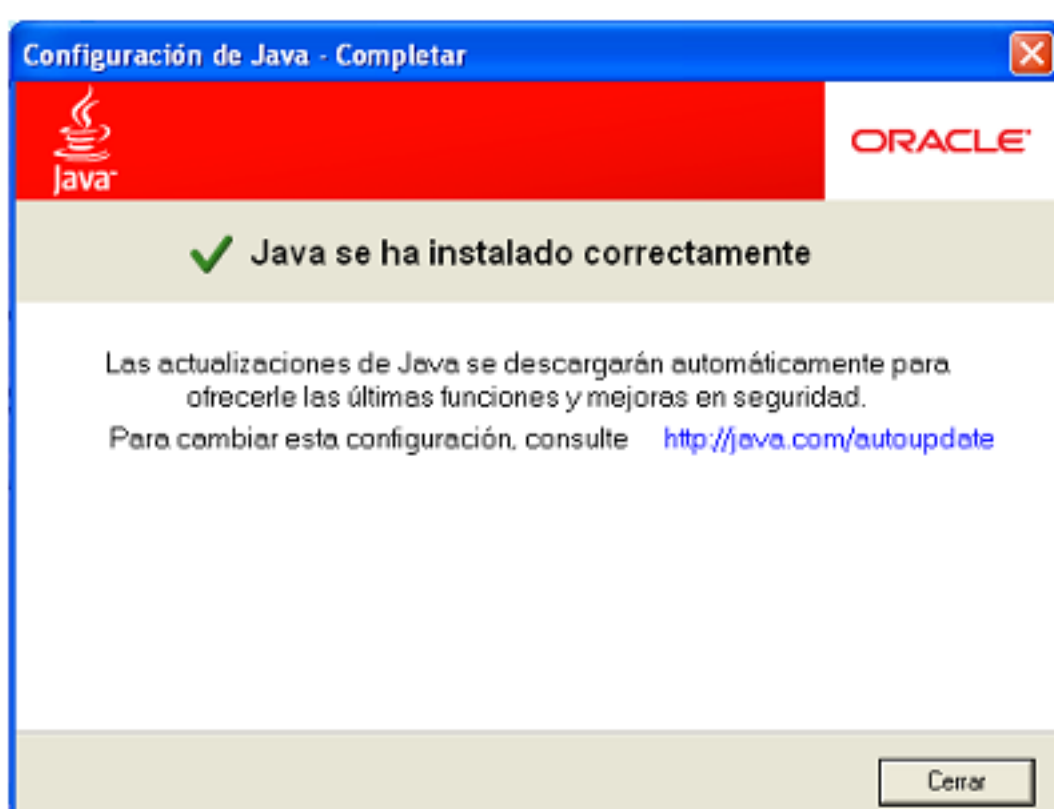 Configuración de Java - Completar
Java
ORACLE
Java se ha instalado correctamente
Las actualizaciones de Java se descargarán automáticamente para
ofrecerle las últimas funciones y mejoras en seguridad.
Para cambiar esta configuración, consulte http://java.com/autoupdate
Cerrar